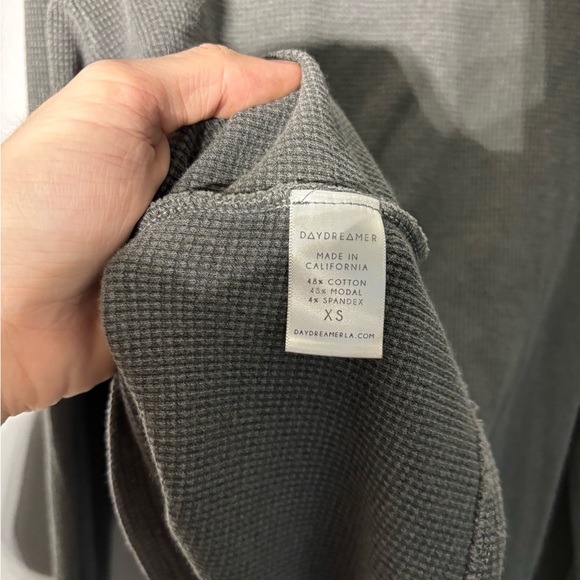 DAYDREAMER
MADE IN
CALIFORNIA
48% COTTON
48% MODAL
4% SPANDEX
XS
DAYDREAMERLA.COM